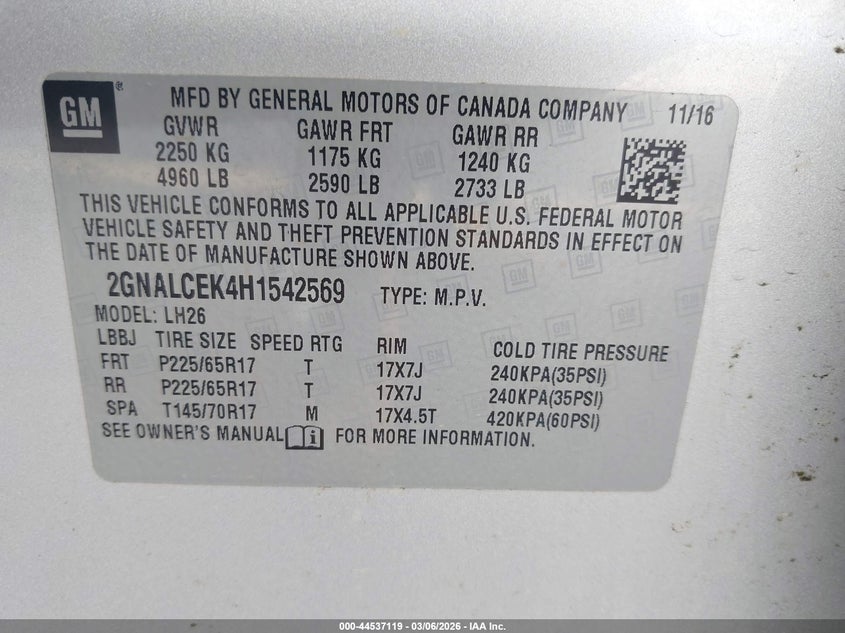 GM ®
MFD BY GENERAL MOTORS OF CANADA COMPANY 11/16
GVWR GAWR FRT GAWR RR
2250 KG 1175 KG 1240 KG
4960 LB 2590 LB 2733 LB
THIS VEHICLE CONFORMS TO ALL APPLICABLE U.S. FEDERAL MOTOR
VEHICLE SAFETY AND THEFT PREVENTION STANDARDS IN EFFECT ON
THE DATE OF MANUFACTURE SHOWN ABOVE.
2GNALCEK4H1542569 TYPE: M.P.V.
MODEL: LH26
LBBJ TIRE SIZE SPEED RTG RIM COLD TIRE PRESSURE
FRT P225/65R17 T 17X7J 240KPA(35PSI)
RR P225/65R17 T 17X7J 240KPA(35PSI)
SPA T145/70R17 M 17X4.5T 420KPA(60PSI)
SEE OWNER'S MANUAL i FOR MORE INFORMATION.
000-44537119 - 03/06/2026 - IAA Inc.